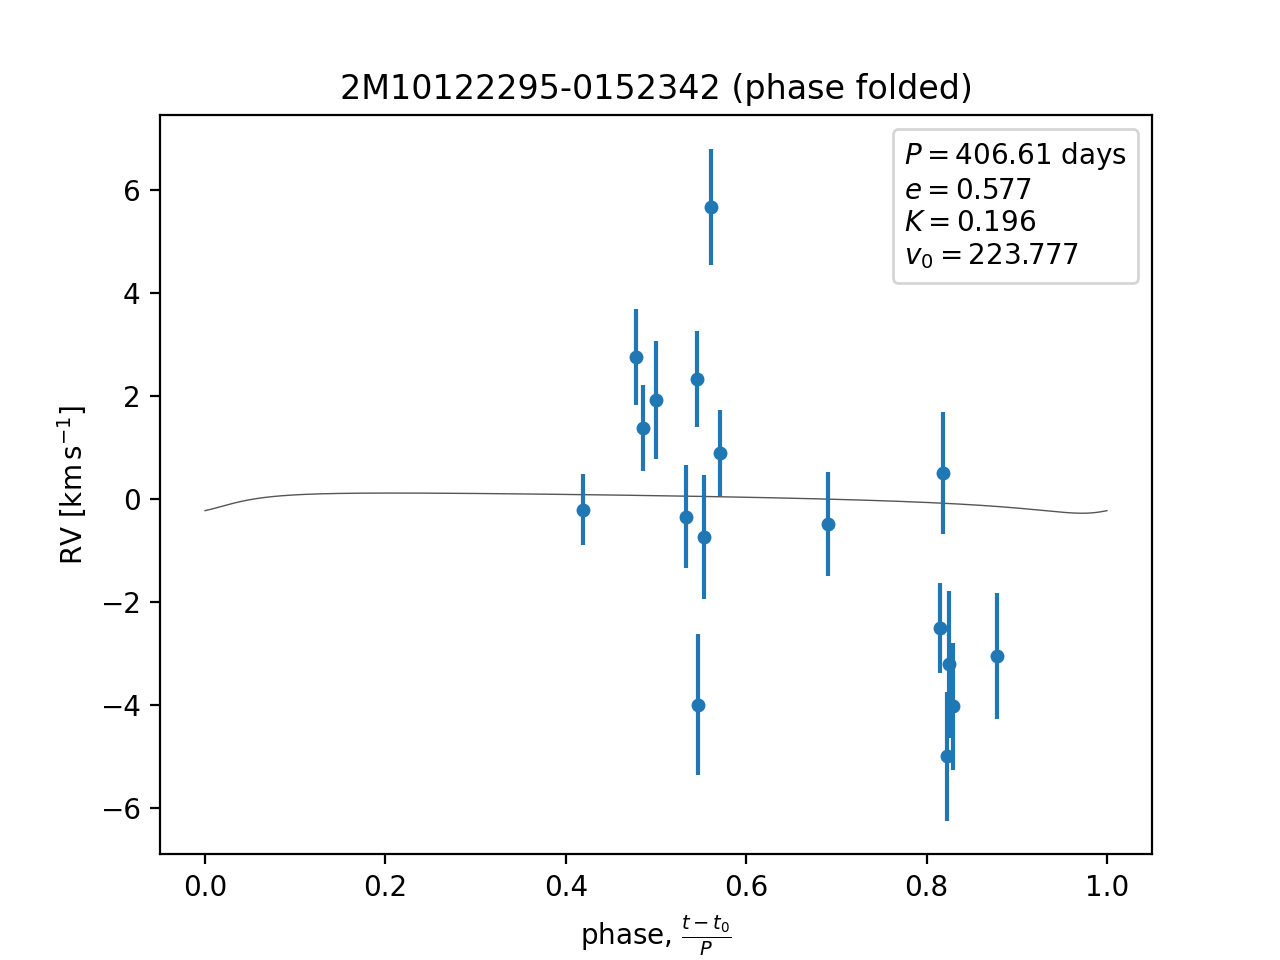 2M10122295-0152342 (phase folded)
P = 406.61 days
e = 0.577
K = 0.196
v₀ = 223.777
RV [km s⁻¹]
6
4
2
0
−2
−4
−6
0.0 0.2 0.4 0.6 0.8 1.0
phase, (t − t₀)/P